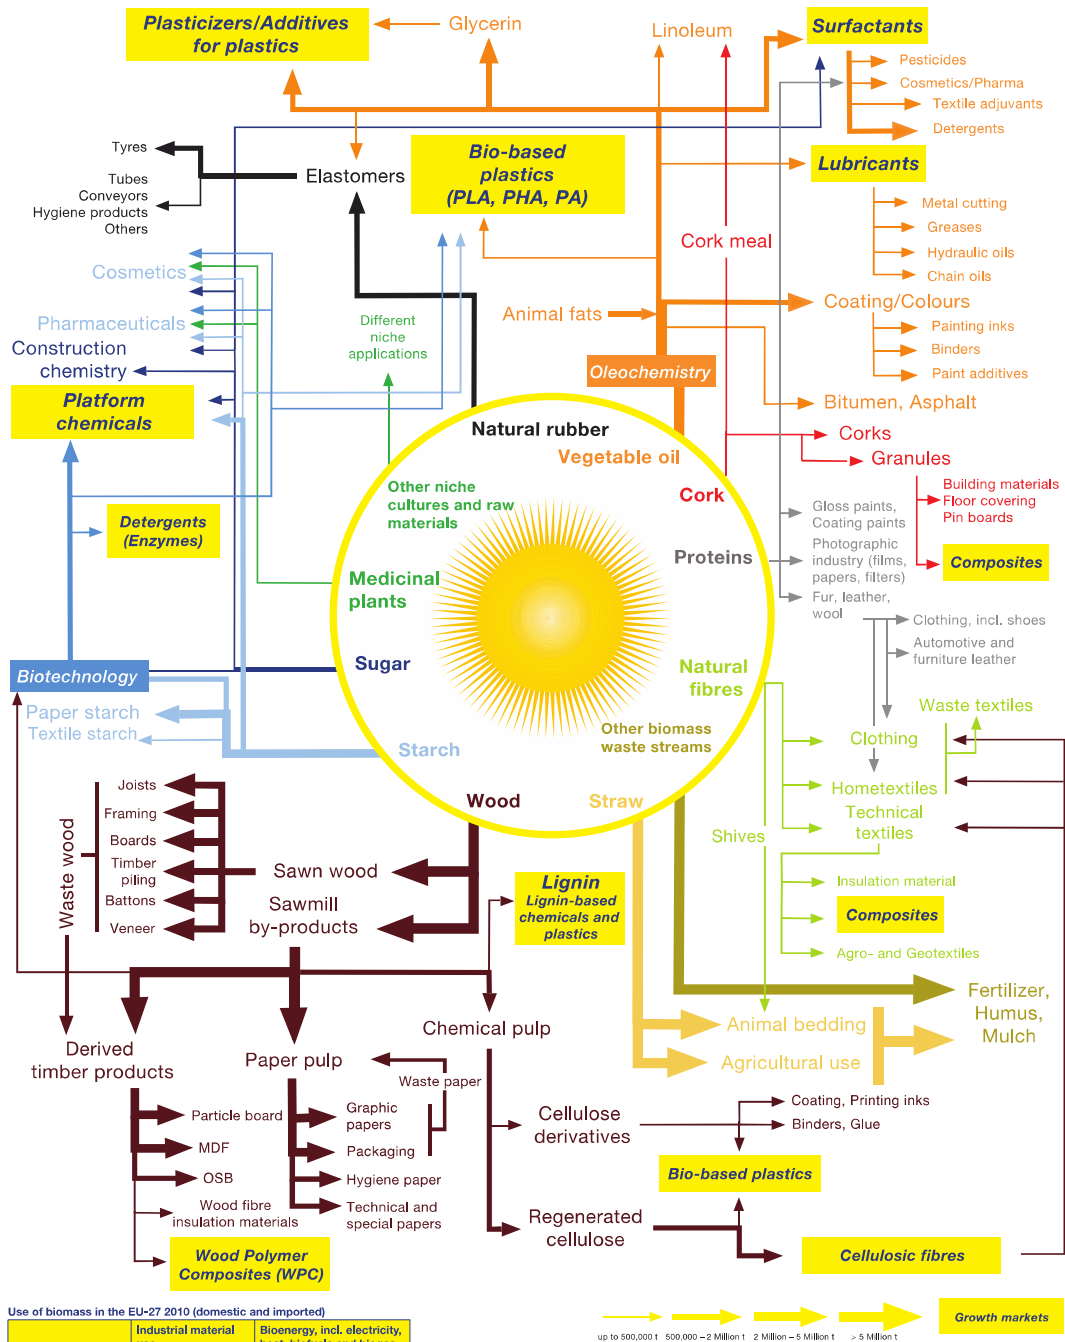 Plasticizers/Additives
for plastics
Glycerin
Linoleum
Surfactants
Pesticides
Cosmetics/Pharma
Textile adjuvants
Detergents
Tyres
Tubes
Conveyors
Hygiene products
Others
Elastomers
Bio-based
plastics
(PLA, PHA, PA)
Lubricants
Metal cutting
Greases
Hydraulic oils
Chain oils
Cork meal
Cosmetics
Pharmaceuticals
Construction
chemistry
Different
niche
applications
Animal fats
Coating/Colours
Painting inks
Binders
Paint additives
Oleochemistry
Bitumen, Asphalt
Platform
chemicals
Natural rubber
Vegetable oil
Cork
Corks
Granules
Building materials
Floor covering
Pin boards
Composites
Other niche
cultures and raw
materials
Detergents
(Enzymes)
Gloss paints,
Coating paints
Photographic
industry (films,
papers, filters)
Fur, leather,
wool
Proteins
Medicinal
plants
Clothing, incl. shoes
Automotive and
furniture leather
Sugar
Natural
fibres
Biotechnology
Paper starch
Textile starch
Starch
Other biomass
waste streams
Waste textiles
Clothing
Hometextiles
Technical
textiles
Wood
Straw
Shives
Joists
Framing
Boards
Timber
piling
Battons
Veneer
Waste wood
Sawn wood
Sawmill
by-products
Lignin
Lignin-based
chemicals and
plastics
Insulation material
Composites
Agro- and Geotextiles
Fertilizer,
Humus,
Mulch
Derived
timber products
Paper pulp
Chemical pulp
Animal bedding
Agricultural use
Waste paper
Particle board
MDF
OSB
Wood fibre
insulation materials
Wood Polymer
Composites (WPC)
Graphic
papers
Packaging
Hygiene paper
Technical and
special papers
Cellulose
derivatives
Coating, Printing inks
Binders, Glue
Bio-based plastics
Regenerated
cellulose
Cellulosic fibres
Use of biomass in the EU-27 2010 (domestic and imported)
Industrial material
Bioenergy, incl. electricity,
up to 500,000 t
500,000 – 2 Million t
2 Million – 5 Million t
> 5 Million t
Growth markets